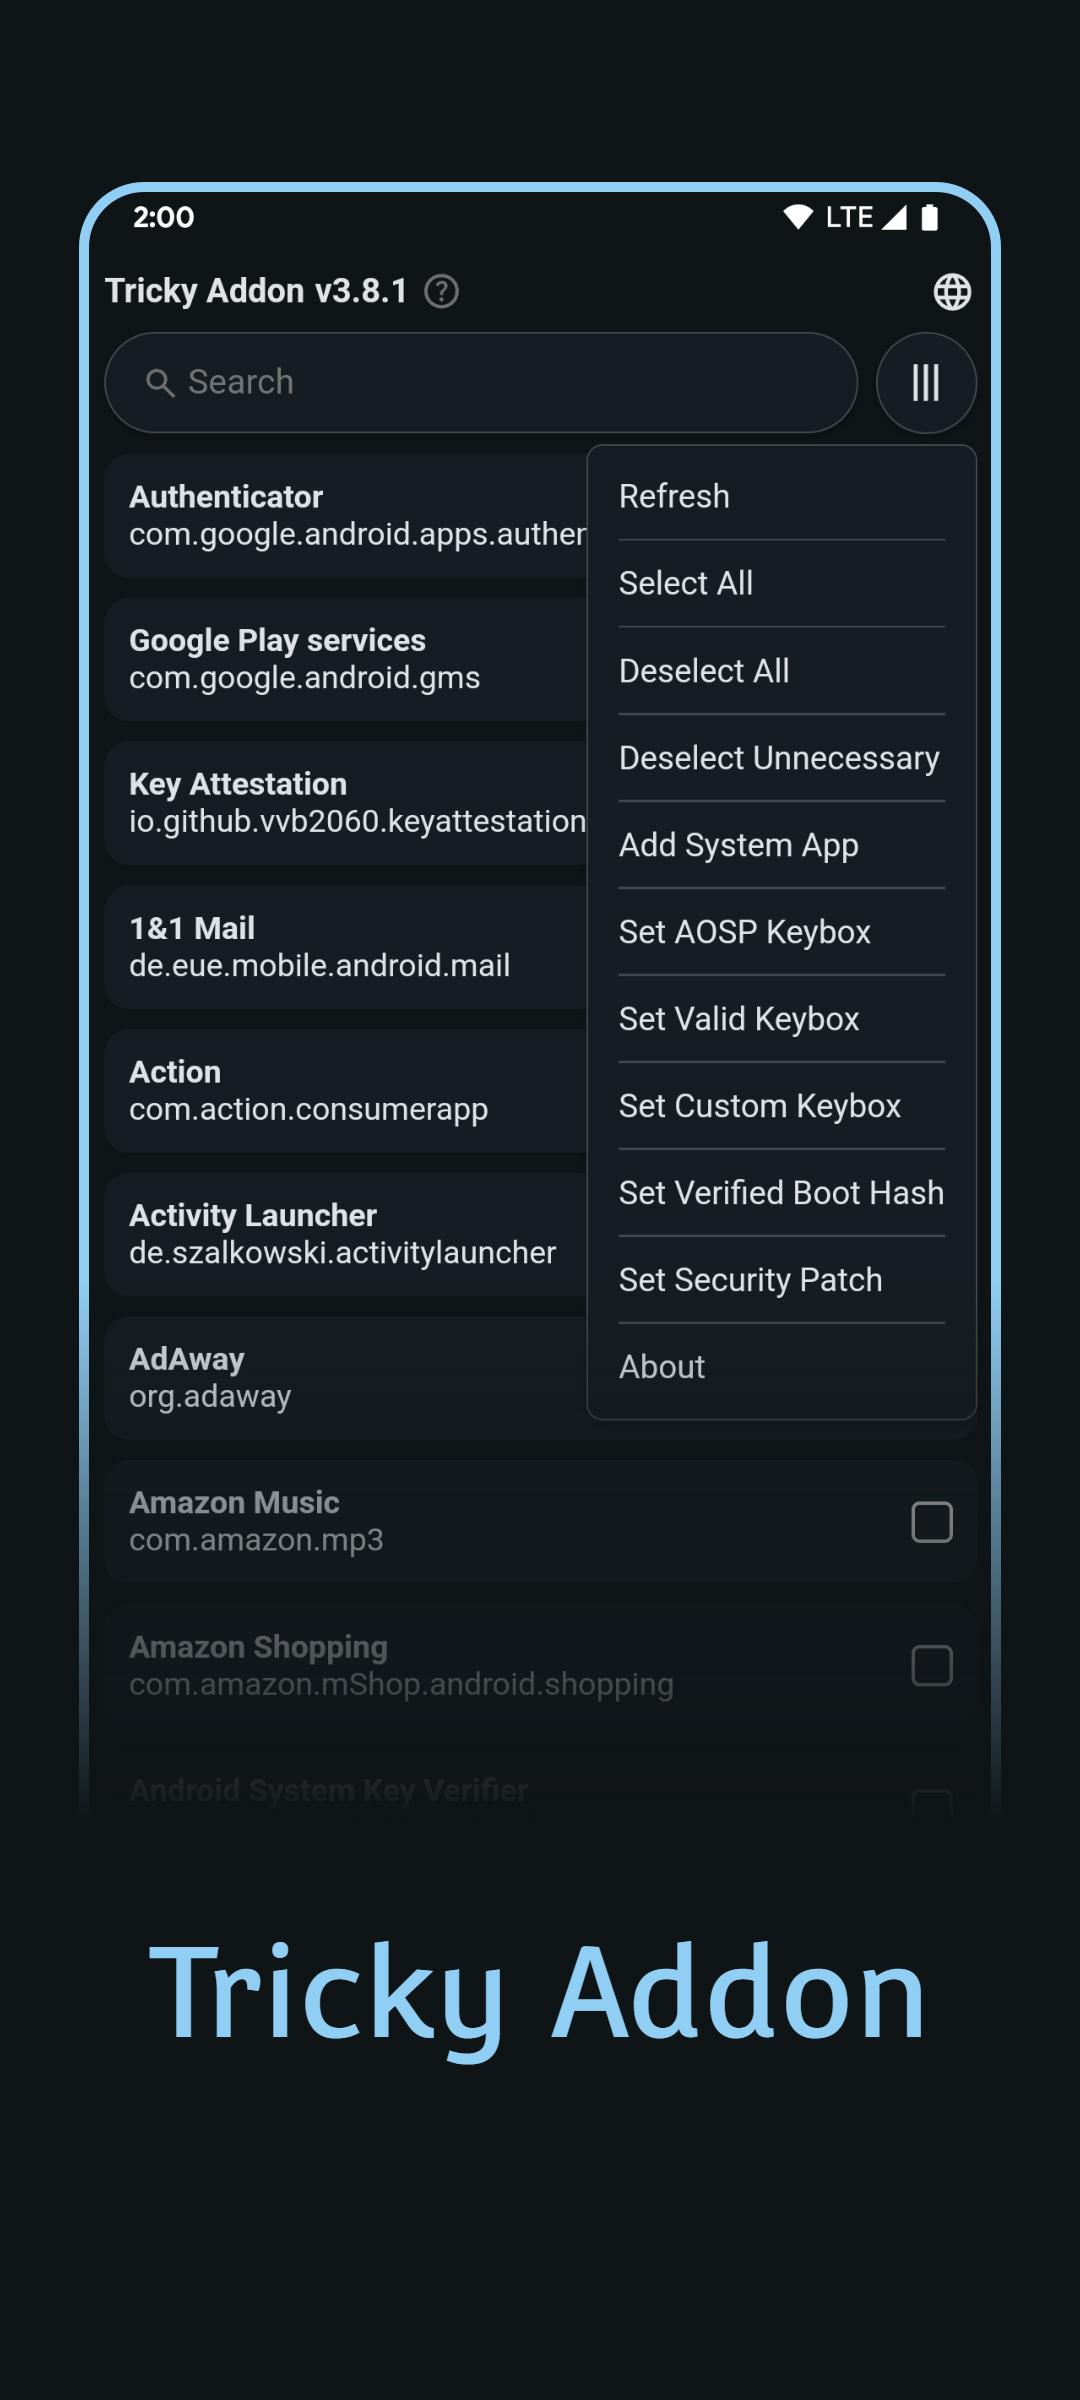 2:00
LTE
Tricky Addon v3.8.1
Search
Authenticator
com.google.android.apps.auther
Google Play services
com.google.android.gms
Key Attestation
io.github.vvb2060.keyattestation
1&1 Mail
de.eue.mobile.android.mail
Action
com.action.consumerapp
Activity Launcher
de.szalkowski.activitylauncher
AdAway
org.adaway
Amazon Music
com.amazon.mp3
Amazon Shopping
com.amazon.mShop.android.shopping
Android System Key Verifier
Refresh
Select All
Deselect All
Deselect Unnecessary
Add System App
Set AOSP Keybox
Set Valid Keybox
Set Custom Keybox
Set Verified Boot Hash
Set Security Patch
About
Tricky Addon